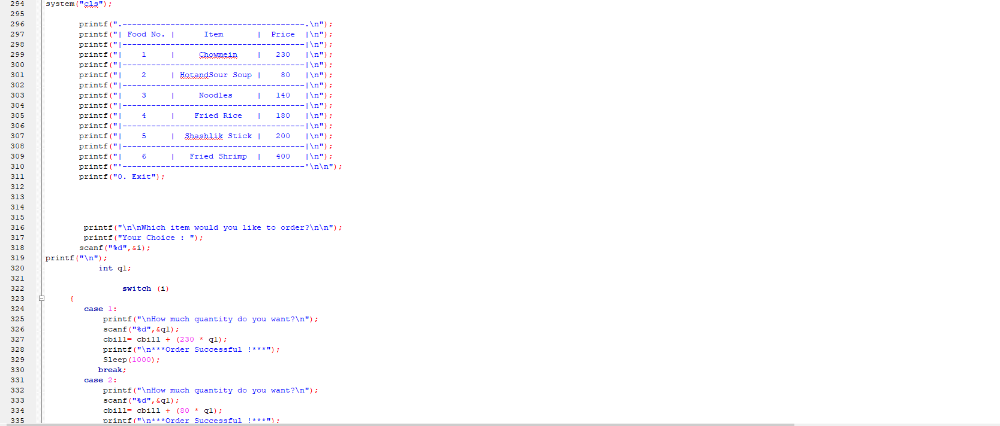 294 system("cls");
295
296 printf(".--------------------------------------.\n");
297 printf("| Food No. |      Item       |  Price  |\n");
298 printf("|--------------------------------------|\n");
299 printf("|    1     |     Chowmein    |   230   |\n");
300 printf("|--------------------------------------|\n");
301 printf("|    2     | HotandSour Soup |    80   |\n");
302 printf("|--------------------------------------|\n");
303 printf("|    3     |     Noodles     |   140   |\n");
304 printf("|--------------------------------------|\n");
305 printf("|    4     |    Fried Rice   |   180   |\n");
306 printf("|--------------------------------------|\n");
307 printf("|    5     |  Shashlik Stick |   200   |\n");
308 printf("|--------------------------------------|\n");
309 printf("|    6     |   Fried Shrimp  |   400   |\n");
310 printf("'--------------------------------------'\n\n");
311 printf("0. Exit");
312
313
314
315
316 printf("\n\nWhich item would you like to order?\n\n");
317 printf("Your Choice : ");
318 scanf("%d",&i);
319 printf("\n");
320 int q1;
321
322 switch (i)
323 {
324 case 1:
325 printf("\nHow much quantity do you want?\n");
326 scanf("%d",&q1);
327 cbill= cbill + (230 * q1);
328 printf("\n***Order Successful !***");
329 Sleep(1000);
330 break;
331 case 2:
332 printf("\nHow much quantity do you want?\n");
333 scanf("%d",&q1);
334 cbill= cbill + (80 * q1);
335 printf("\n***Order Successful !***");